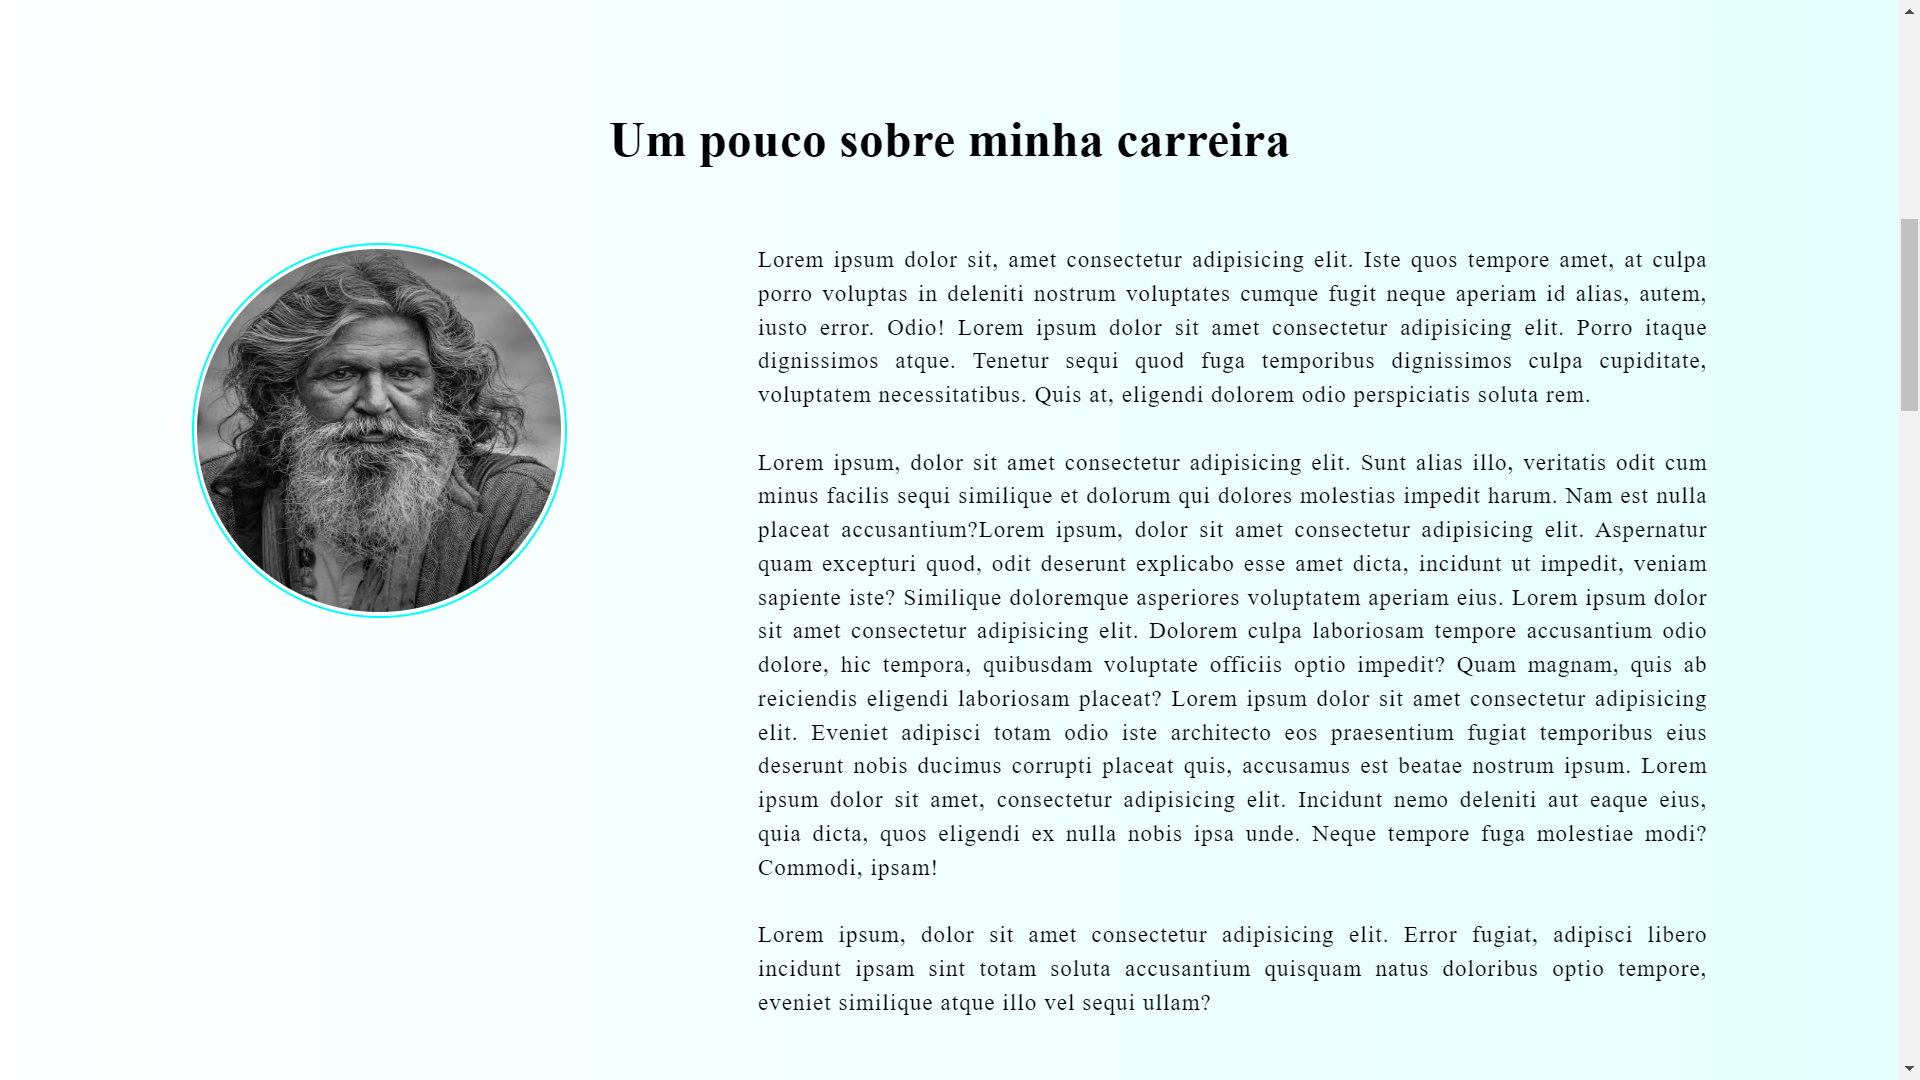 Um pouco sobre minha carreira
Lorem ipsum dolor sit, amet consectetur adipisicing elit. Iste quos tempore amet, at culpa
porro voluptas in deleniti nostrum voluptates cumque fugit neque aperiam id alias, autem,
iusto error. Odio! Lorem ipsum dolor sit amet consectetur adipisicing elit. Porro itaque
dignissimos atque. Tenetur sequi quod fuga temporibus dignissimos culpa cupiditate,
voluptatem necessitatibus. Quis at, eligendi dolorem odio perspiciatis soluta rem.
Lorem ipsum, dolor sit amet consectetur adipisicing elit. Sunt alias illo, veritatis odit cum
minus facilis sequi similique et dolorum qui dolores molestias impedit harum. Nam est nulla
placeat accusantium?Lorem ipsum, dolor sit amet consectetur adipisicing elit. Aspernatur
quam excepturi quod, odit deserunt explicabo esse amet dicta, incidunt ut impedit, veniam
sapiente iste? Similique doloremque asperiores voluptatem aperiam eius. Lorem ipsum dolor
sit amet consectetur adipisicing elit. Dolorem culpa laboriosam tempore accusantium odio
dolore, hic tempora, quibusdam voluptate officiis optio impedit? Quam magnam, quis ab
reiciendis eligendi laboriosam placeat? Lorem ipsum dolor sit amet consectetur adipisicing
elit. Eveniet adipisci totam odio iste architecto eos praesentium fugiat temporibus eius
deserunt nobis ducimus corrupti placeat quis, accusamus est beatae nostrum ipsum. Lorem
ipsum dolor sit amet, consectetur adipisicing elit. Incidunt nemo deleniti aut eaque eius,
quia dicta, quos eligendi ex nulla nobis ipsa unde. Neque tempore fuga molestiae modi?
Commodi, ipsam!
Lorem ipsum, dolor sit amet consectetur adipisicing elit. Error fugiat, adipisci libero
incidunt ipsam sint totam soluta accusantium quisquam natus doloribus optio tempore,
eveniet similique atque illo vel sequi ullam?